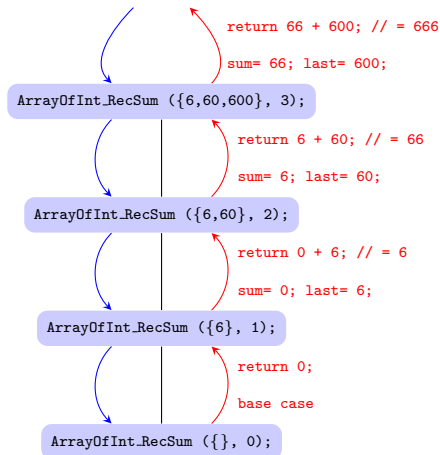 return 66 + 600; // = 666
sum= 66; last= 600;
ArrayOfInt_RecSum ({6,60,600}, 3);
return 6 + 60; // = 66
sum= 6; last= 60;
ArrayOfInt_RecSum ({6,60}, 2);
return 0 + 6; // = 6
sum= 0; last= 6;
ArrayOfInt_RecSum ({6}, 1);
return 0;
base case
ArrayOfInt_RecSum ({}, 0);